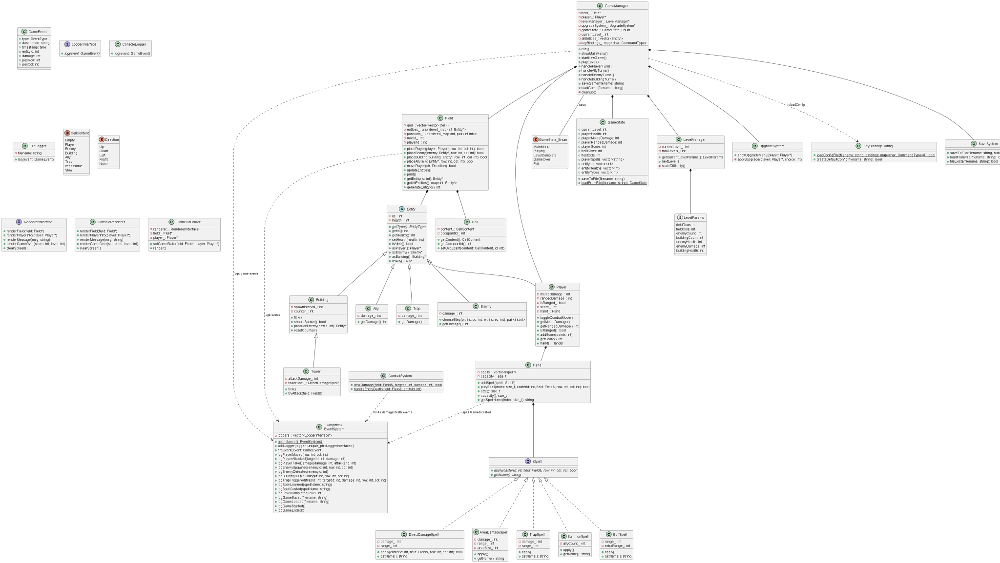 GameManager
field_: Field*
player_: Player*
levelManager_: LevelManager*
upgradeSystem_: UpgradeSystem*
gameState_: GameState_Enum
currentLevel_: int
allEntities_: vector<Entity*>
keyBindings_: map<char, CommandType>
run()
showMainMenu()
startNewGame()
playLevel()
handlePlayerTurn()
handleAllyTurns()
handleEnemyTurns()
handleBuildingTurns()
saveGame(filename: string)
loadGame(filename: string)
cleanup()
GameEvent
type: EventType
description: string
timestamp: time
entityId: int
damage: int
posRow: int
posCol: int
LoggerInterface
log(event: GameEvent)
ConsoleLogger
log(event: GameEvent)
uses
reloadConfig
Field
grid_: vector<vector<Cell>>
entities_: unordered_map<int, Entity*>
positions_: unordered_map<int, pair<int,int>>
nextId_: int
playerId_: int
placePlayer(player: Player*, row: int, col: int): bool
placeEnemy(enemy: Entity*, row: int, col: int): bool
placeBuilding(building: Entity*, row: int, col: int): bool
placeAlly(ally: Entity*, row: int, col: int): bool
movePlayer(dir: Direction): bool
updateEntities()
print()
getEntity(id: int): Entity*
getAllEntities(): map<int, Entity*>
generateEntityId(): int
GameState_Enum
MainMenu
Playing
LevelComplete
GameOver
Exit
GameState
currentLevel: int
playerHealth: int
playerMeleeDamage: int
playerRangedDamage: int
playerScore: int
fieldRows: int
fieldCols: int
playerSpells: vector<string>
entityIds: vector<int>
entityHealths: vector<int>
entityTypes: vector<int>
saveToFile(filename: string)
loadFromFile(filename: string): GameState
LevelManager
currentLevel_: int
maxLevels_: int
getCurrentLevelParams(): LevelParams
nextLevel()
scaleDifficulty()
UpgradeSystem
showUpgradeMenu(player: Player*)
applyUpgrade(player: Player*, choice: int)
KeyBindingsConfig
loadConfigFile(filename: string, bindings: map<char, CommandType>&): bool
createDefaultConfig(filename: string): bool
SaveSystem
saveToFile(filename: string, stat
loadFromFile(filename: string): G
fileExists(filename: string): bool
FileLogger
filename: string
log(event: GameEvent)
CellContent
Empty
Player
Enemy
Building
Ally
Trap
Impassable
Slow
Direction
Up
Down
Left
Right
None
RendererInterface
renderField(field: Field*)
renderPlayerInfo(player: Player*)
renderMessage(msg: string)
renderGameOver(score: int, level: int)
clearScreen()
ConsoleRenderer
renderField(field: Field*)
renderPlayerInfo(player: Player*)
renderMessage(msg: string)
renderGameOver(score: int, level: int)
clearScreen()
GameVisualizer
renderer_: RendererInterface
field_: Field*
player_: Player*
setGameState(field: Field*, player: Player*)
render()
Entity
id_: int
health_: int
getType(): EntityType
getId(): int
getHealth(): int
setHealth(health: int)
isAlive(): bool
asPlayer(): Player*
asEnemy(): Enemy*
asBuilding(): Building*
asAlly(): Ally*
Cell
content_: CellContent
occupantId_: int
getContent(): CellContent
getOccupantId(): int
setOccupant(content: CellContent, id: int)
LevelParams
fieldRows: int
fieldCols: int
enemyCount: int
buildingCount: int
enemyHealth: int
enemyDamage: int
buildingHealth: int
logs game events
logs events
Building
spawnInterval_: int
counter_: int
tick()
shouldSpawn(): bool
produceEnemy(newId: int): Entity*
resetCounter()
Ally
damage_: int
getDamage(): int
Trap
damage_: int
getDamage(): int
Enemy
damage_: int
chooseStep(pr: int, pc: int, er: int, ec: int): pair<int,int>
getDamage(): int
Player
meleeDamage_: int
rangedDamage_: int
isRanged_: bool
score_: int
hand_: Hand
toggleCombatMode()
getMeleeDamage(): int
getRangedDamage(): int
isRanged(): bool
addScore(points: int)
getScore(): int
hand(): Hand&
Tower
attackDamage_: int
towerSpell_: DirectDamageSpell*
tick()
tryAttack(field: Field&)
CombatSystem
dealDamage(field: Field&, targetId: int, damage: int): bool
handleEntityDeath(field: Field&, entityId: int)
Hand
spells_: vector<ISpell*>
capacity_: size_t
addSpell(spell: ISpell*)
playSpell(index: size_t, casterId: int, field: Field&, row: int, col: int): bool
size(): size_t
capacity(): size_t
getSpellName(index: size_t): string
emits damage/death events
spell learned/casted
«singleton»
EventSystem
loggers_: vector<LoggerInterface*>
getInstance(): EventSystem&
addLogger(logger: unique_ptr<LoggerInterface>)
fireEvent(event: GameEvent)
logPlayerMoved(row: int, col: int)
logPlayerAttacked(targetId: int, damage: int)
logPlayerTakeDamage(damage: int, attackerId: int)
logEnemySpawned(enemyId: int, row: int, col: int)
logEnemyDefeated(enemyId: int)
logBuildingBuilt(buildingId: int, row: int, col: int)
logTrapTriggered(trapId: int, targetId: int, damage: int, row: int, col: int)
logSpellLearned(spellName: string)
logSpellCasted(spellName: string)
logLevelCompleted(level: int)
logGameSaved(filename: string)
logGameLoaded(filename: string)
logGameStarted()
logGameEnded()
ISpell
apply(casterId: int, field: Field&, row: int, col: int): bool
getName(): string
DirectDamageSpell
damage_: int
range_: int
apply(casterId: int, field: Field&, row: int, col: int): bool
getName(): string
AreaDamageSpell
damage_: int
range_: int
areaSize_: int
apply()
getName(): string
TrapSpell
damage_: int
range_: int
apply()
getName(): string
SummonSpell
allyCount_: int
apply()
getName(): string
BuffSpell
range_: int
extraRange_: int
apply()
getName(): string